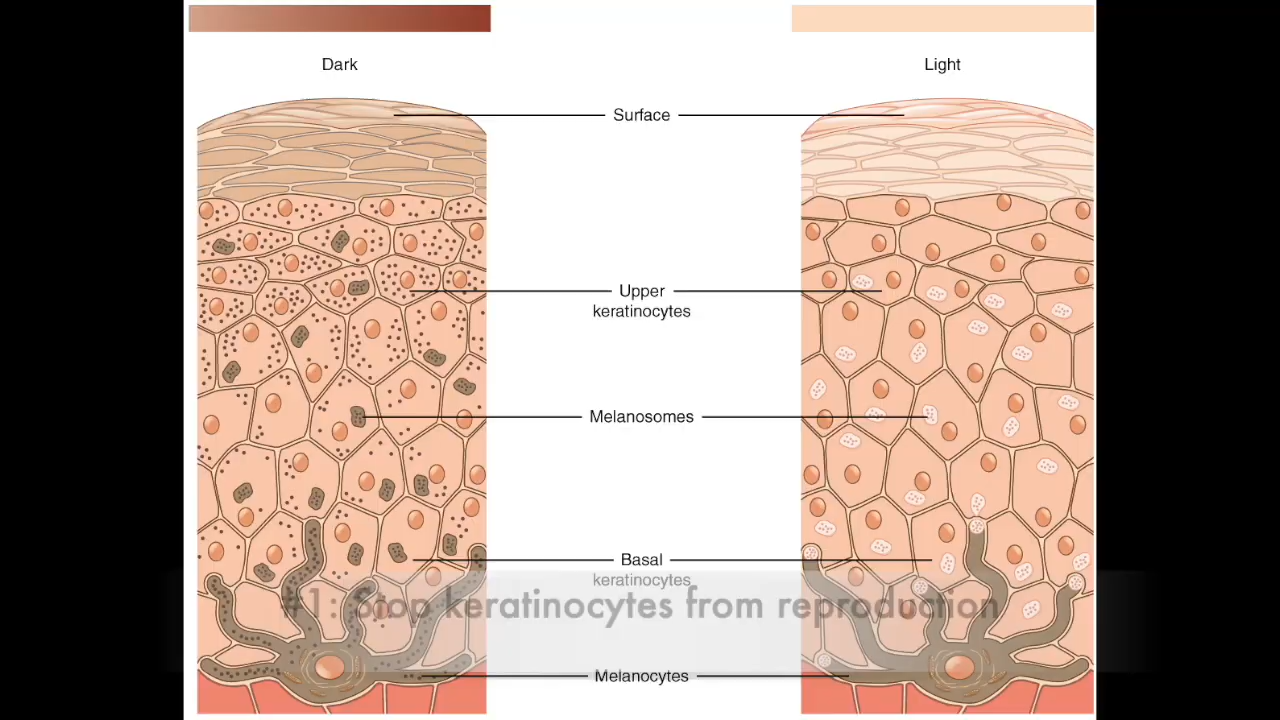 Dark
Light
Surface
Upper
keratinocytes
Melanosomes
Basal
keratinocytes
#1: Stop keratinocytes from reproduction
Melanocytes